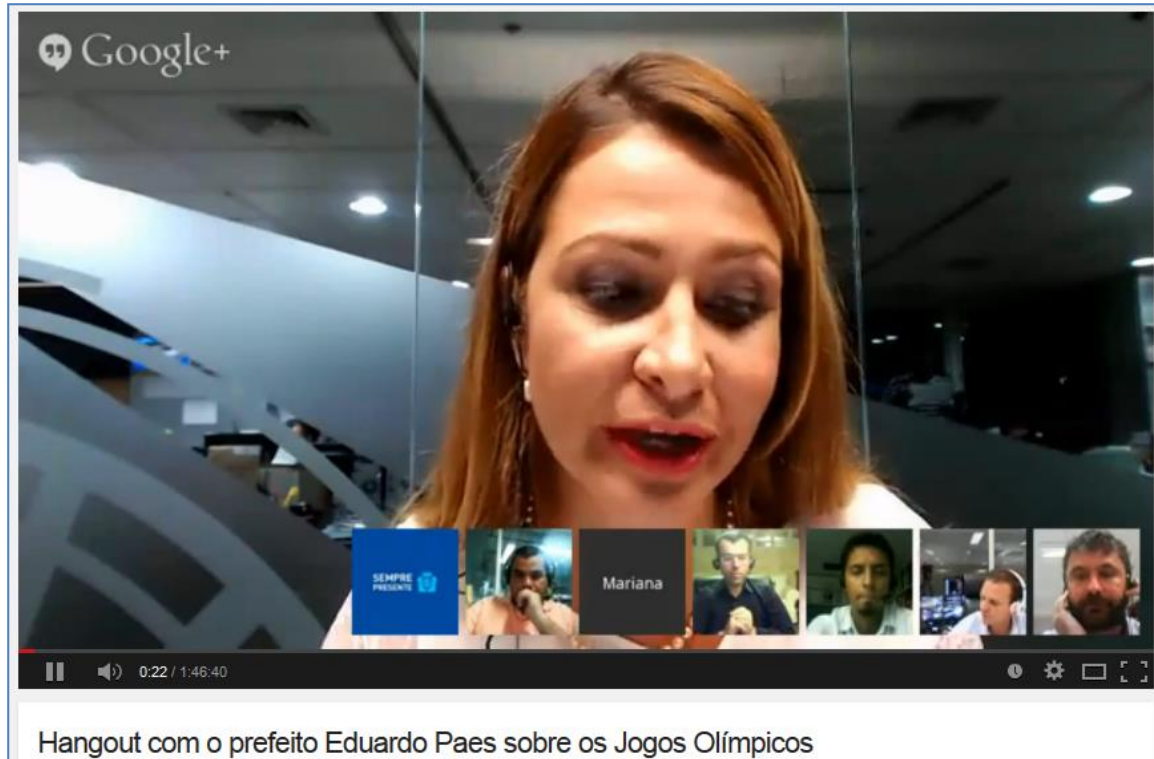 Google+
SEMPRE
PRESENTE
Mariana
0:22 / 1:46:40
Hangout com o prefeito Eduardo Paes sobre os Jogos Olímpicos